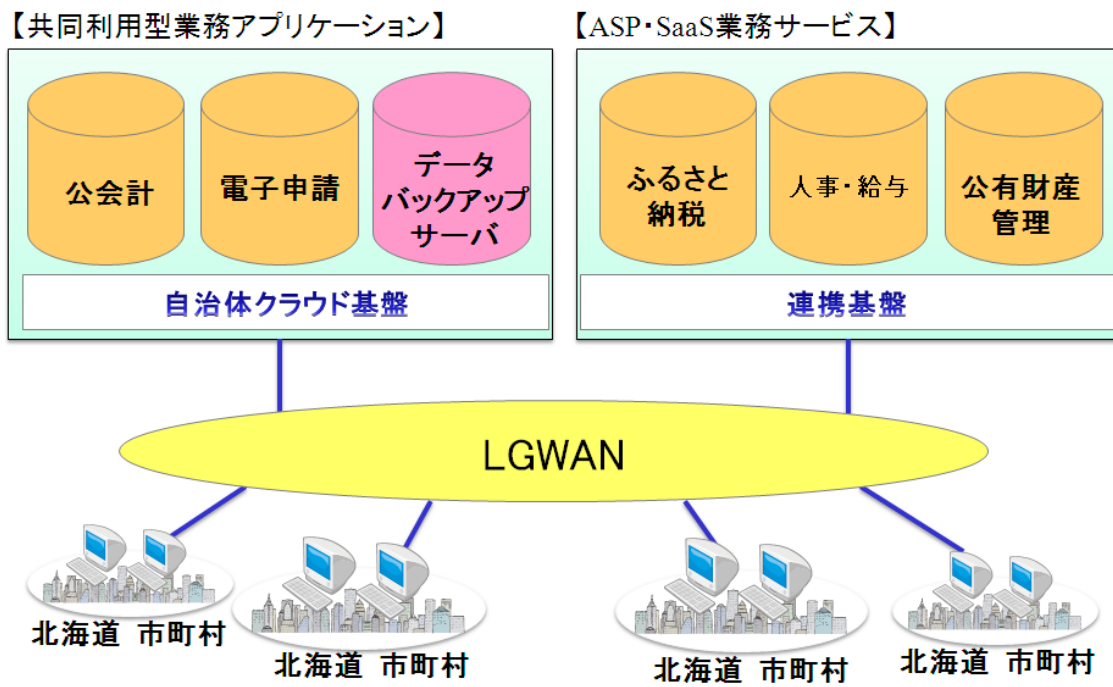 【共同利用型業務アプリケーション】
【ASP・SaaS業務サービス】
公会計
電子申請
データ
バックアップ
サーバ
ふるさと
納税
人事・給与
公有財産
管理
自治体クラウド基盤
連携基盤
LGWAN
北海道 市町村
北海道 市町村
北海道 市町村
北海道 市町村